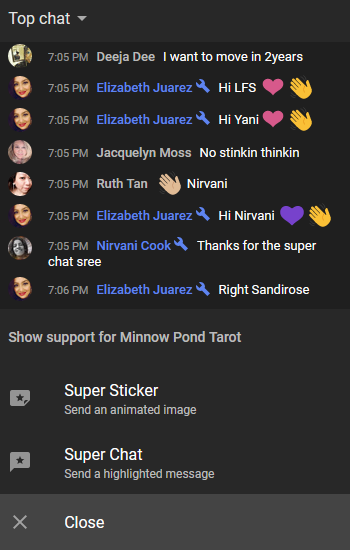 Top chat
7:05 PM Deeja Dee I want to move in 2years
7:05 PM Elizabeth Juarez Hi LFS
7:05 PM Elizabeth Juarez Hi Yani
7:05 PM Jacquelyn Moss No stinkin thinkin
7:05 PM Ruth Tan Nirvani
7:05 PM Elizabeth Juarez Hi Nirvani
7:05 PM Nirvani Cook Thanks for the super
chat sree
7:06 PM Elizabeth Juarez Right Sandirose
Show support for Minnow Pond Tarot
Super Sticker
Send an animated image
Super Chat
Send a highlighted message
Close